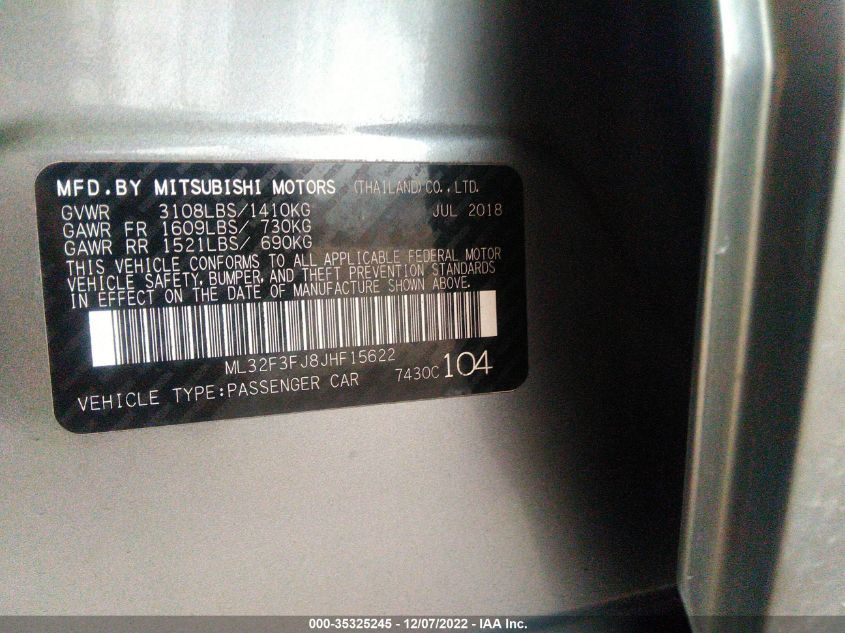 MFD.BY MITSUBISHI MOTORS (THAILAND)CO.,LTD.
GVWR 3108LBS/1410KG JUL 2018
GAWR FR 1609LBS/ 730KG
GAWR RR 1521LBS/ 690KG
THIS VEHICLE CONFORMS TO ALL APPLICABLE FEDERAL MOTOR
VEHICLE SAFETY, BUMPER, AND THEFT PREVENTION STANDARDS
IN EFFECT ON THE DATE OF MANUFACTURE SHOWN ABOVE.
ML32F3FJ8JHF15622
VEHICLE TYPE:PASSENGER CAR 7430C 104
000-35325245 - 12/07/2022 - IAA Inc.